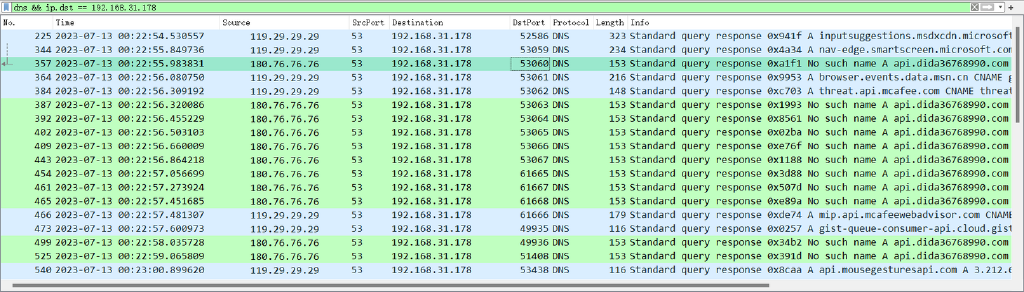 dns && ip.dst == 192.168.31.178
No. Time Source SrcPort Destination DstPort Protocol Length Info
225 2023-07-13 00:22:54.530557 119.29.29.29 53 192.168.31.178 52586 DNS 323 Standard query response 0x941f A inputsuggestions.msdxcdn.microsoft
344 2023-07-13 00:22:55.849736 119.29.29.29 53 192.168.31.178 53059 DNS 234 Standard query response 0x4a34 A nav-edge.smartscreen.microsoft.com
357 2023-07-13 00:22:55.983831 180.76.76.76 53 192.168.31.178 53060 DNS 153 Standard query response 0xa1f1 No such name A api.dida36768990.com
364 2023-07-13 00:22:56.080750 119.29.29.29 53 192.168.31.178 53061 DNS 216 Standard query response 0x9953 A browser.events.data.msn.cn CNAME g
384 2023-07-13 00:22:56.309192 119.29.29.29 53 192.168.31.178 53062 DNS 148 Standard query response 0xc703 A threat.api.mcafee.com CNAME threat
387 2023-07-13 00:22:56.320086 180.76.76.76 53 192.168.31.178 53063 DNS 153 Standard query response 0x1993 No such name A api.dida36768990.com
392 2023-07-13 00:22:56.455229 180.76.76.76 53 192.168.31.178 53064 DNS 153 Standard query response 0x8561 No such name A api.dida36768990.com
402 2023-07-13 00:22:56.503103 180.76.76.76 53 192.168.31.178 53065 DNS 153 Standard query response 0x02ba No such name A api.dida36768990.com
409 2023-07-13 00:22:56.660009 180.76.76.76 53 192.168.31.178 53066 DNS 153 Standard query response 0xe76f No such name A api.dida36768990.com
443 2023-07-13 00:22:56.864218 180.76.76.76 53 192.168.31.178 53067 DNS 153 Standard query response 0x1188 No such name A api.dida36768990.com
454 2023-07-13 00:22:57.056699 180.76.76.76 53 192.168.31.178 61665 DNS 153 Standard query response 0x3d88 No such name A api.dida36768990.com
461 2023-07-13 00:22:57.273924 180.76.76.76 53 192.168.31.178 61667 DNS 153 Standard query response 0x507d No such name A api.dida36768990.com
465 2023-07-13 00:22:57.451685 180.76.76.76 53 192.168.31.178 61668 DNS 153 Standard query response 0xe89a No such name A api.dida36768990.com
466 2023-07-13 00:22:57.481307 119.29.29.29 53 192.168.31.178 61666 DNS 179 Standard query response 0xde74 A mip.api.mcafeewebadvisor.com CNAME
473 2023-07-13 00:22:57.600973 119.29.29.29 53 192.168.31.178 49935 DNS 116 Standard query response 0x0257 A gist-queue-consumer-api.cloud.gist
499 2023-07-13 00:22:58.035728 180.76.76.76 53 192.168.31.178 49936 DNS 153 Standard query response 0x34b2 No such name A api.dida36768990.com
525 2023-07-13 00:22:59.065809 180.76.76.76 53 192.168.31.178 51408 DNS 153 Standard query response 0x391d No such name A api.dida36768990.com
540 2023-07-13 00:23:00.899620 119.29.29.29 53 192.168.31.178 53438 DNS 116 Standard query response 0x8caa A api.mousegesturesapi.com A 3.212.6